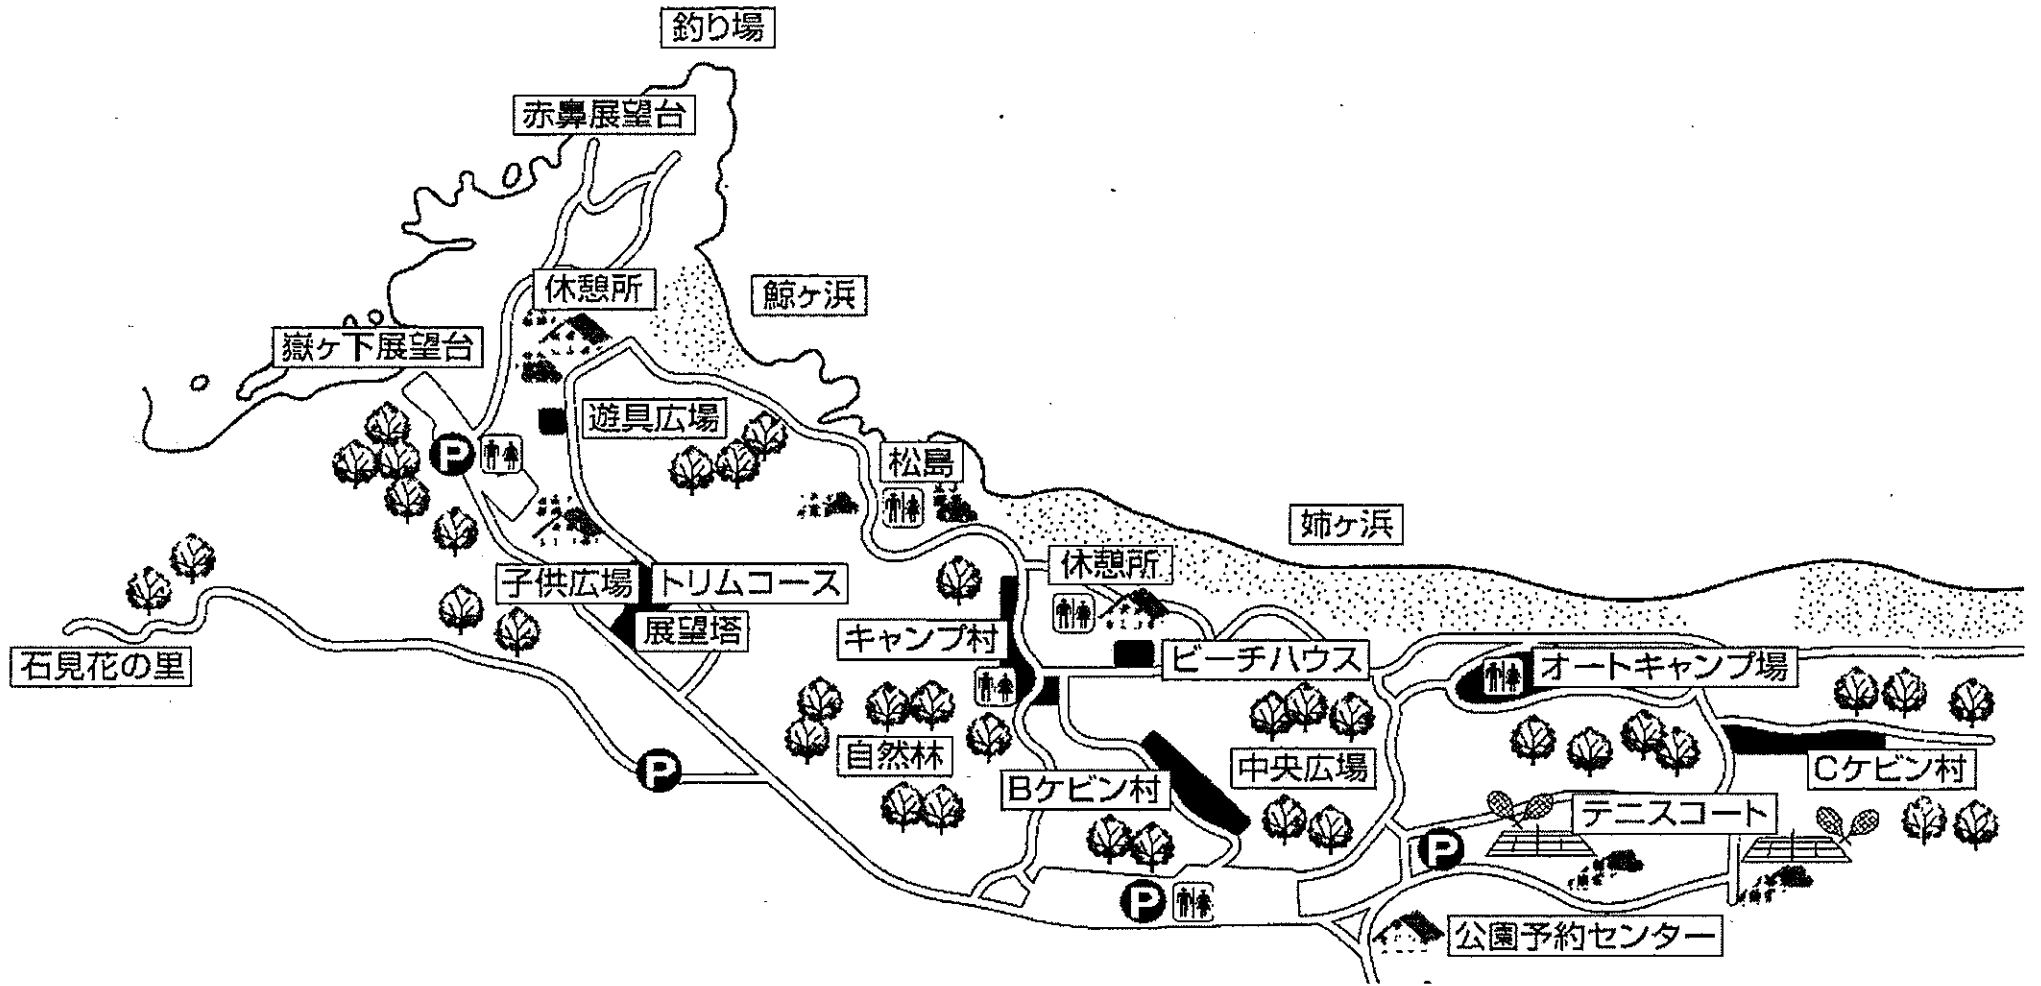 釣り場
赤鼻展望台
休憩所
鯨ヶ浜
嶽ヶ下展望台
遊具広場
P
松島
姉ヶ浜
休憩所
子供広場
トリムコース
展望塔
キャンプ村
石見花の里
ビーチハウス
オートキャンプ場
自然林
P
Bケビン村
中央広場
Cケビン村
テニスコート
P
P
公園予約センター